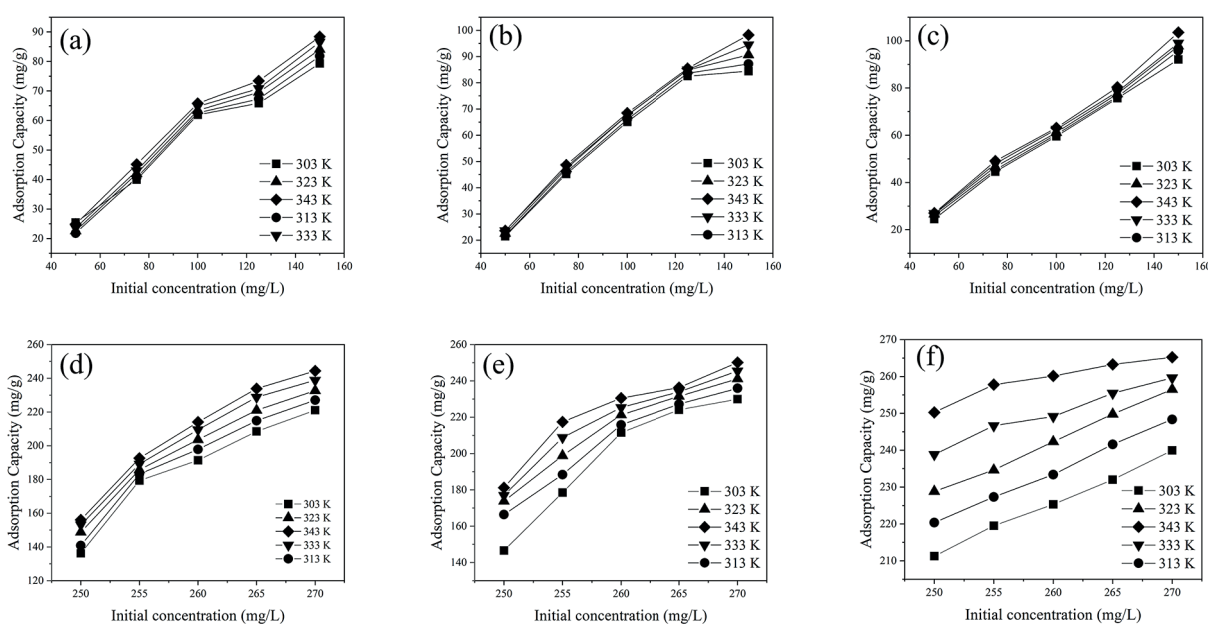 (a)
Adsorption Capacity (mg/g)
90
80
70
60
50
40
30
20
303 K
323 K
343 K
313 K
333 K
40 60 80 100 120 140 160
Initial concentration (mg/L)
(b)
Adsorption Capacity (mg/g)
100
90
80
70
60
50
40
30
20
303 K
323 K
343 K
333 K
313 K
40 60 80 100 120 140 160
Initial concentration (mg/L)
(c)
Adsorption Capacity (mg/g)
100
80
60
40
20
303 K
323 K
343 K
333 K
313 K
40 60 80 100 120 140 160
Initial concentration (mg/L)
(d)
Adsorption Capacity (mg/g)
260
240
220
200
180
160
140
120
303 K
323 K
343 K
333 K
313 K
250 255 260 265 270
Initial concentration (mg/L)
(e)
Adsorption Capacity (mg/g)
260
240
220
200
180
160
140
303 K
323 K
343 K
333 K
313 K
250 255 260 265 270
Initial concentration (mg/L)
(f)
Adsorption Capacity (mg/g)
270
260
250
240
230
220
210
303 K
323 K
343 K
333 K
313 K
250 255 260 265 270
Initial concentration (mg/L)